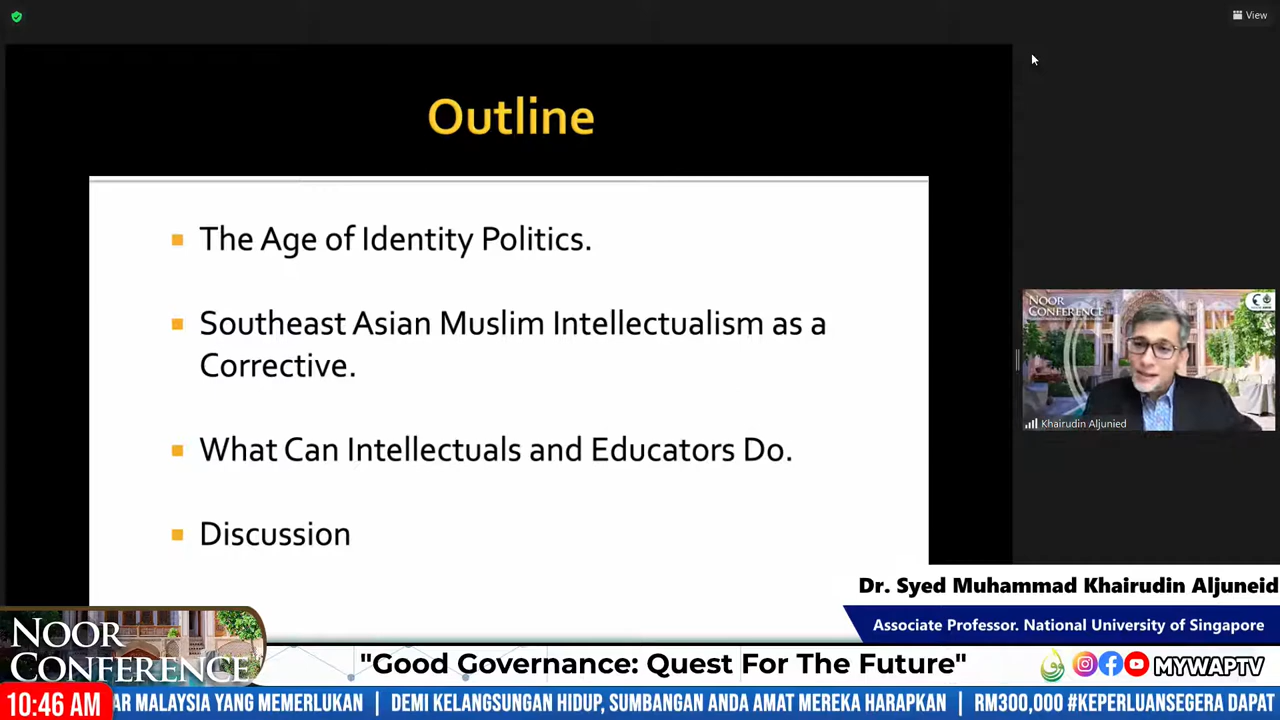 View
Outline
The Age of Identity Politics.
Southeast Asian Muslim Intellectualism as a
Corrective.
What Can Intellectuals and Educators Do.
Discussion
NOOR
CONFERENCE
Khairudin Aljunied
Dr. Syed Muhammad Khairudin Aljuneid
Associate Professor. National University of Singapore
NOOR
CONFERENCE
"Good Governance: Quest For The Future"
MYWAPTV
10:46 AM
AR MALAYSIA YANG MEMERLUKAN | DEMI KELANGSUNGAN HIDUP, SUMBANGAN ANDA AMAT MEREKA HARAPKAN | RM300,000 #KEPERLUANSEGERA DAPAT